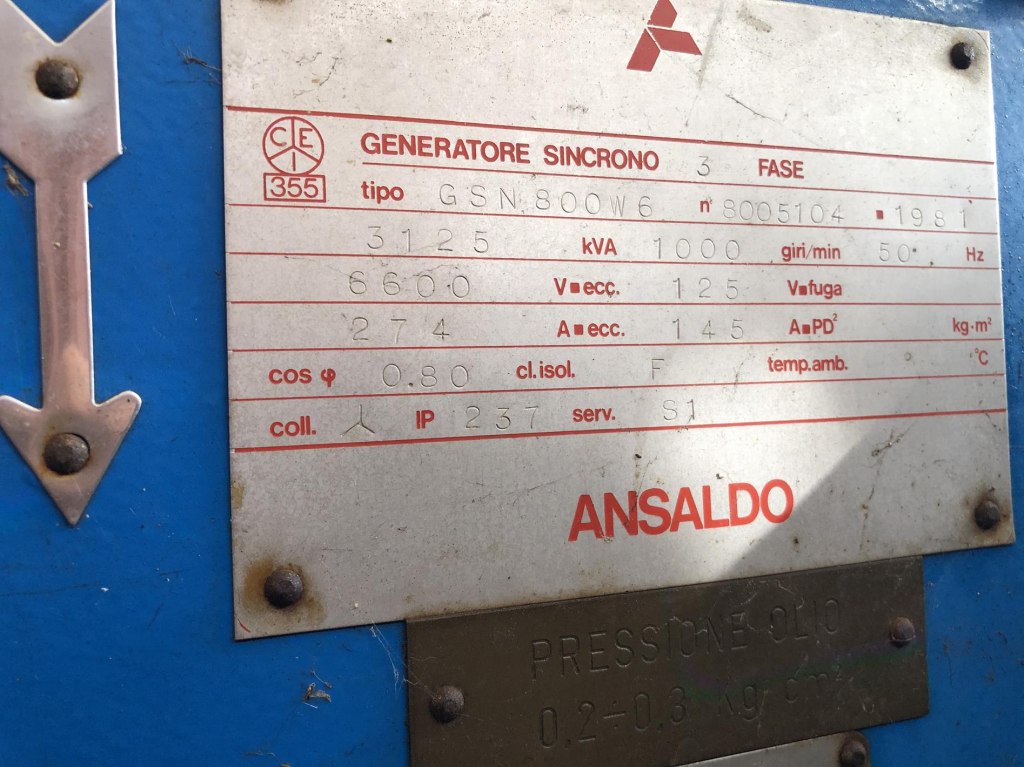 CEI
355
GENERATORE SINCRONO 3 FASE
tipo GSN 800W6 n° 8005104 ■ 1981
3125 kVA 1000 giri/min 50 Hz
6600 V■ecc. 125 V■fuga
274 A■ecc. 145 A■PD² kg·m²
cos φ 0.80 cl.isol. F temp.amb. °C
coll. IP 237 serv. S1
ANSALDO
PRESSIONE OLIO
0,2÷0,3 Kg cm²